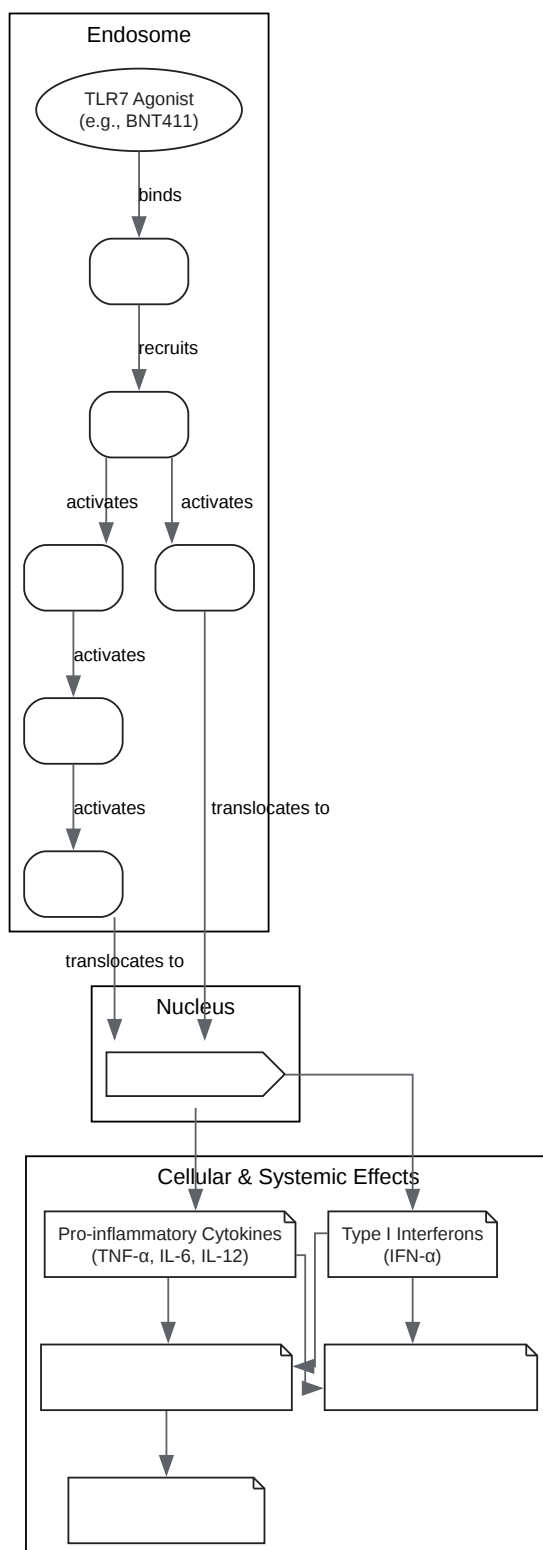 Endosome
TLR7 Agonist
(e.g., BNT411)
binds
recruits
activates
activates
activates
activates
translocates to
translocates to
Nucleus
Cellular & Systemic Effects
Pro-inflammatory Cytokines
(TNF-α, IL-6, IL-12)
Type I Interferons
(IFN-α)